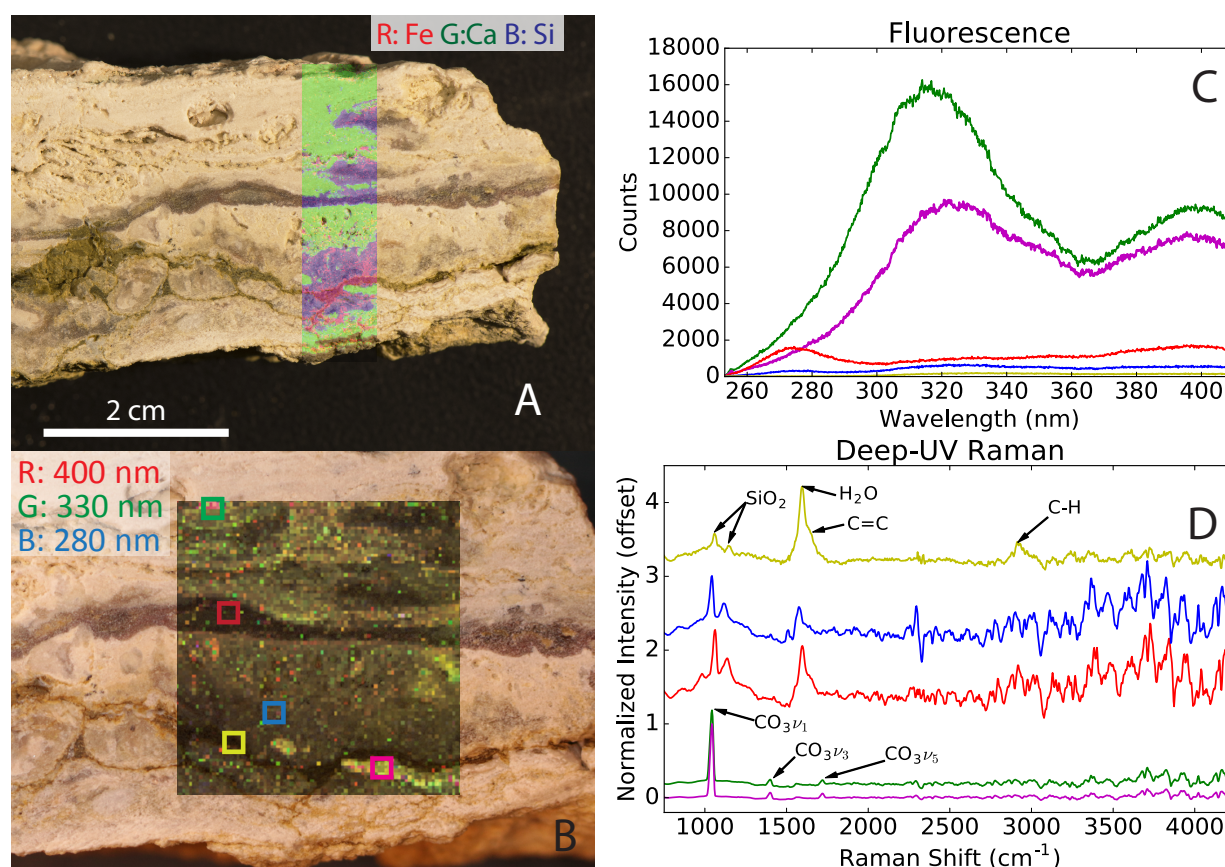 R: Fe G:Ca B: Si
A
2 cm
R: 400 nm
G: 330 nm
B: 280 nm
B
Fluorescence
C
18000
16000
14000
12000
10000
8000
6000
4000
2000
0
Counts
260 280 300 320 340 360 380 400
Wavelength (nm)
Deep-UV Raman
D
4
3
2
1
0
Normalized Intensity (offset)
SiO₂
H₂O
C=C
C-H
CO₃ν₁
CO₃ν₃
CO₃ν₅
1000 1500 2000 2500 3000 3500 4000
Raman Shift (cm⁻¹)